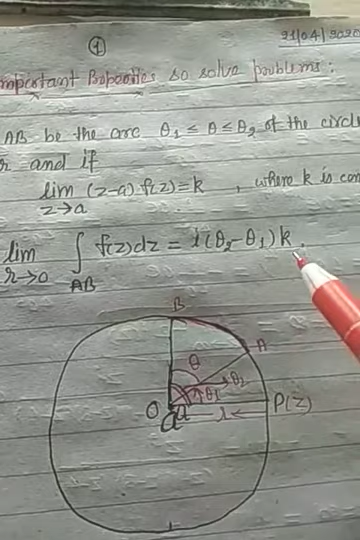 ①
21/04/2020
Important Properties to solve problems:
AB be the arc θ₁ ≤ θ ≤ θ₂ of the circle
r and if
lim (z-a) f(z) = k , where k is con
z→a
lim ∫ f(z)dz = i(θ₂-θ₁)k.
r→0 AB
B
A
θ
θ₂
θ₁
O
a
r
P(z)